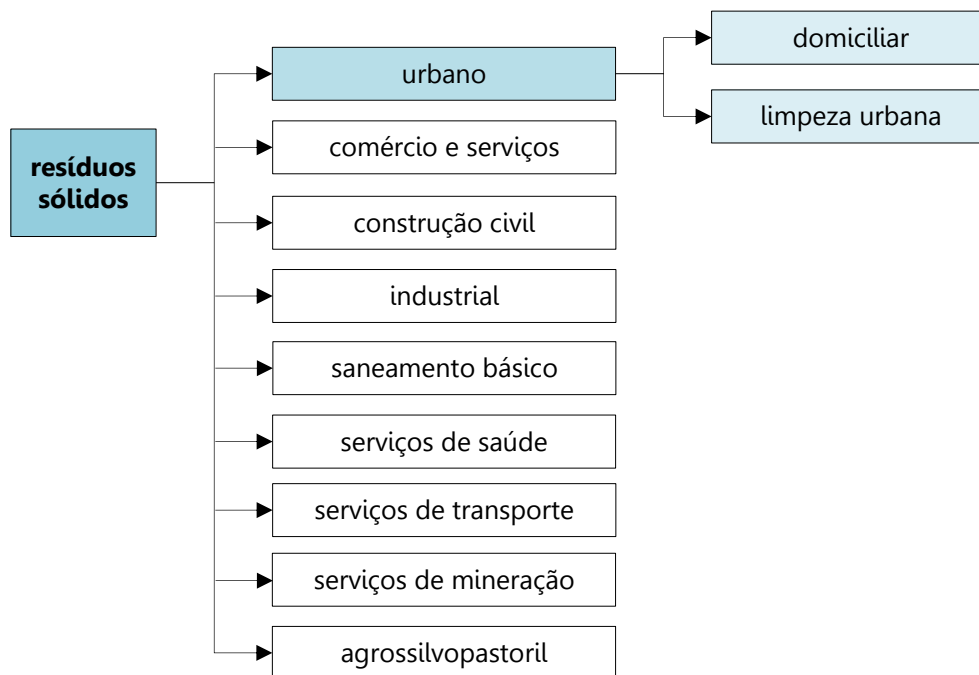 resíduos
sólidos
urbano
domiciliar
limpeza urbana
comércio e serviços
construção civil
industrial
saneamento básico
serviços de saúde
serviços de transporte
serviços de mineração
agrossilvopastoril